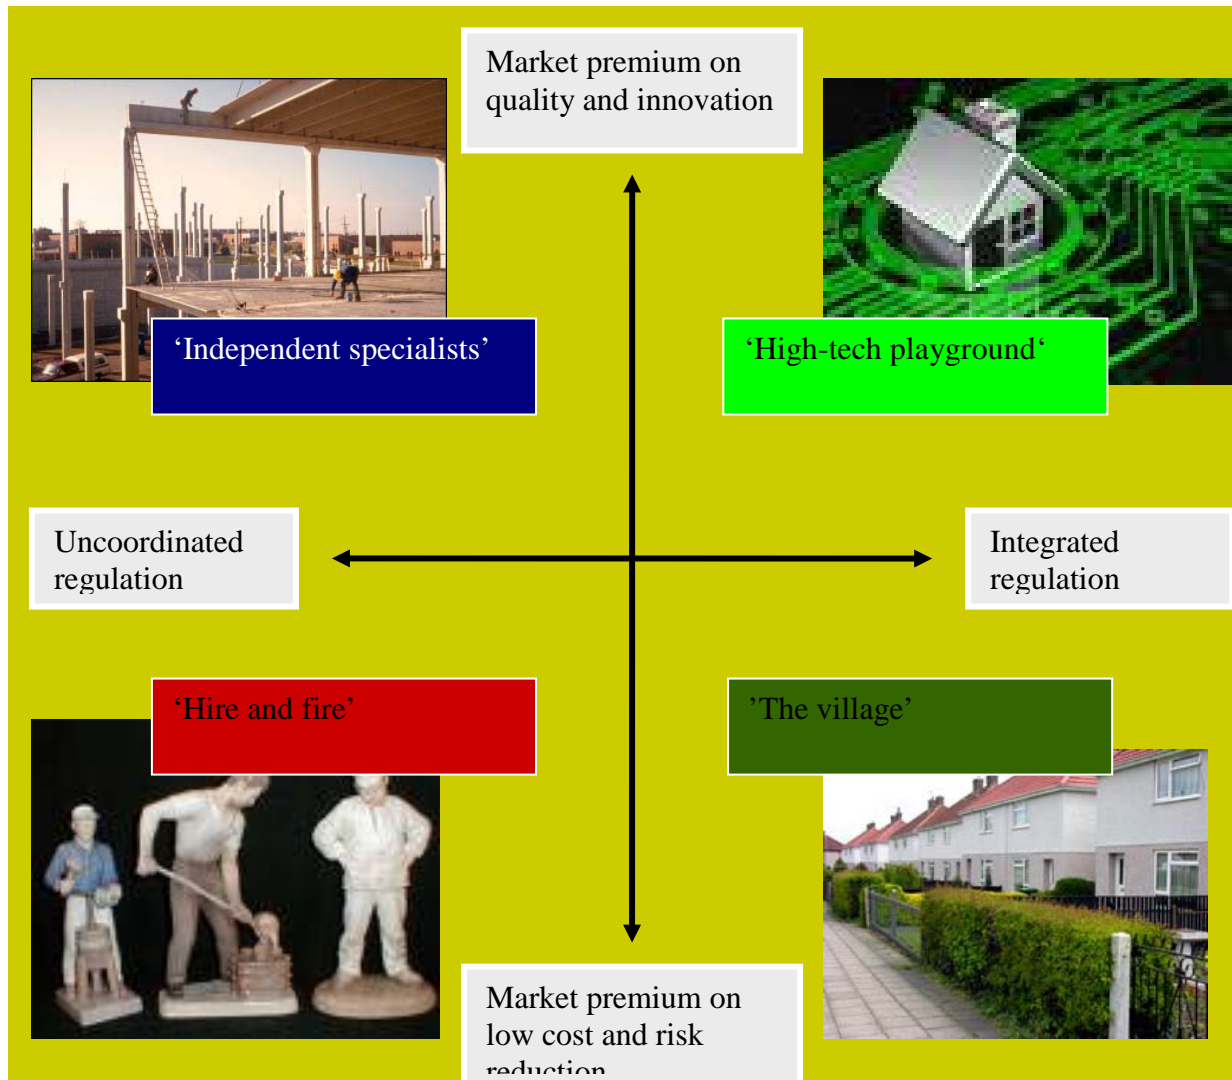 Market premium on
quality and innovation
‘Independent specialists’
‘High-tech playground‘
Uncoordinated
regulation
Integrated
regulation
‘Hire and fire’
’The village’
Market premium on
low cost and risk
reduction